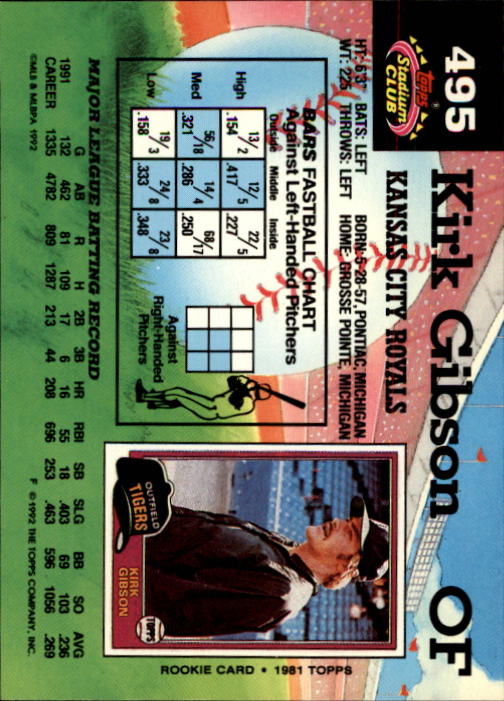 495
topps
Stadium
CLUB
Kirk Gibson OF
KANSAS CITY ROYALS
HT: 6'3" BATS: LEFT BORN: 5-28-57, PONTIAC, MICHIGAN
WT: 225 THROWS: LEFT HOME: GROSSE POINTE, MICHIGAN
BARS FASTBALL CHART
Against Left-Handed Pitchers
Outside Middle Inside
High 13/2 .154 12/5 .417 22/5 .227
Med 56/18 .321 14/4 .286 68/17 .250
Low 19/3 .158 24/8 .333 23/8 .348
Against
Right-Handed
Pitchers
OUTFIELD
TIGERS
KIRK
GIBSON
TOPPS
ROOKIE CARD • 1981 TOPPS
MAJOR LEAGUE BATTING RECORD
G AB R H 2B 3B HR RBI SB SLG BB SO AVG
1991 132 462 81 109 17 6 16 55 18 .403 69 103 .236
CAREER 1335 4782 809 1287 213 44 208 696 253 .463 596 1056 .269
©MLB & MLBPA 1992 F ©1992 THE TOPPS COMPANY, INC.